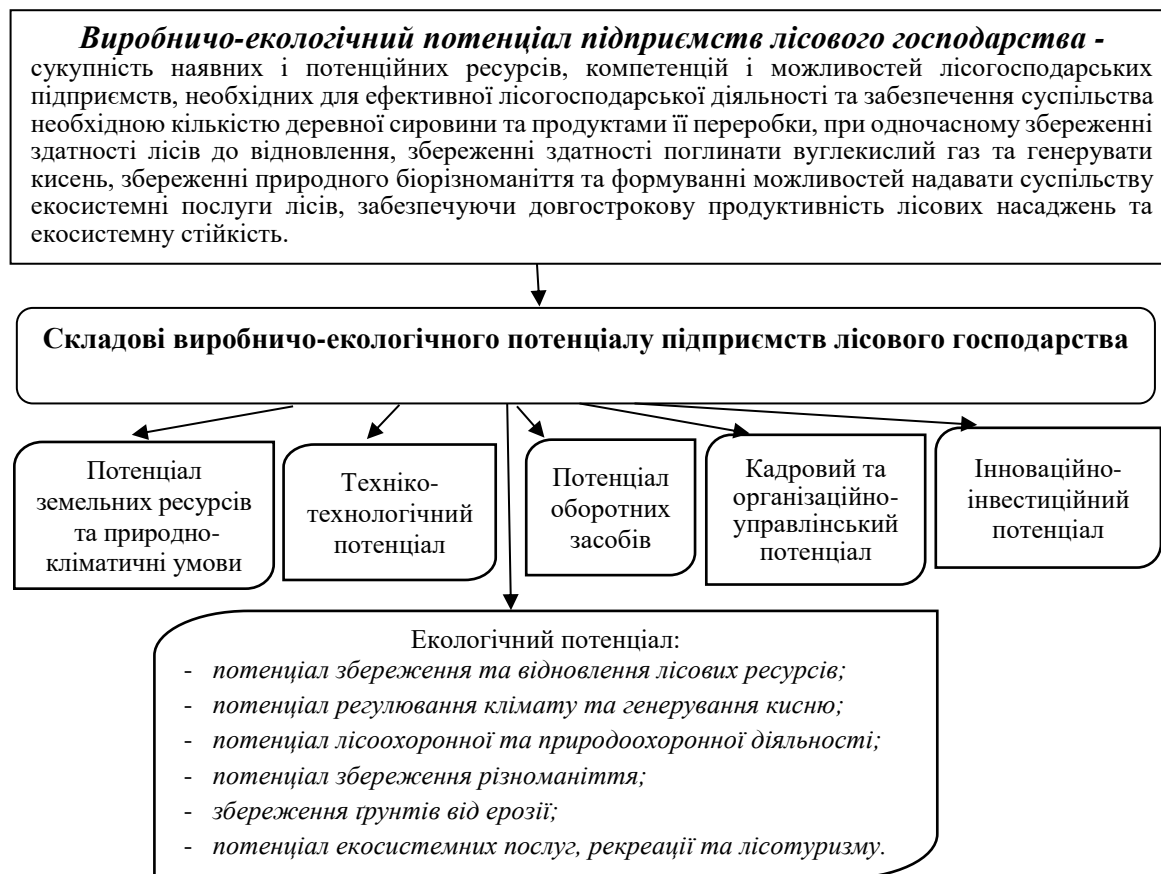 Виробничо-екологічний потенціал підприємств лісового господарства -
сукупність наявних і потенційних ресурсів, компетенцій і можливостей лісогосподарських
підприємств, необхідних для ефективної лісогосподарської діяльності та забезпечення суспільства
необхідною кількістю деревної сировини та продуктами її переробки, при одночасному збереженні
здатності лісів до відновлення, збереженні здатності поглинати вуглекислий газ та генерувати
кисень, збереженні природного біорізноманіття та формуванні можливостей надавати суспільству
екосистемні послуги лісів, забезпечуючи довгострокову продуктивність лісових насаджень та
екосистемну стійкість.
Складові виробничо-екологічного потенціалу підприємств лісового господарства
Потенціал
земельних ресурсів
та природно-
кліматичні умови
Техніко-
технологічний
потенціал
Потенціал
оборотних
засобів
Кадровий та
організаційно-
управлінський
потенціал
Інноваційно-
інвестиційний
потенціал
Екологічний потенціал:
- потенціал збереження та відновлення лісових ресурсів;
- потенціал регулювання клімату та генерування кисню;
- потенціал лісоохоронної та природоохоронної діяльності;
- потенціал збереження різноманіття;
- збереження ґрунтів від ерозії;
- потенціал екосистемних послуг, рекреації та лісотуризму.